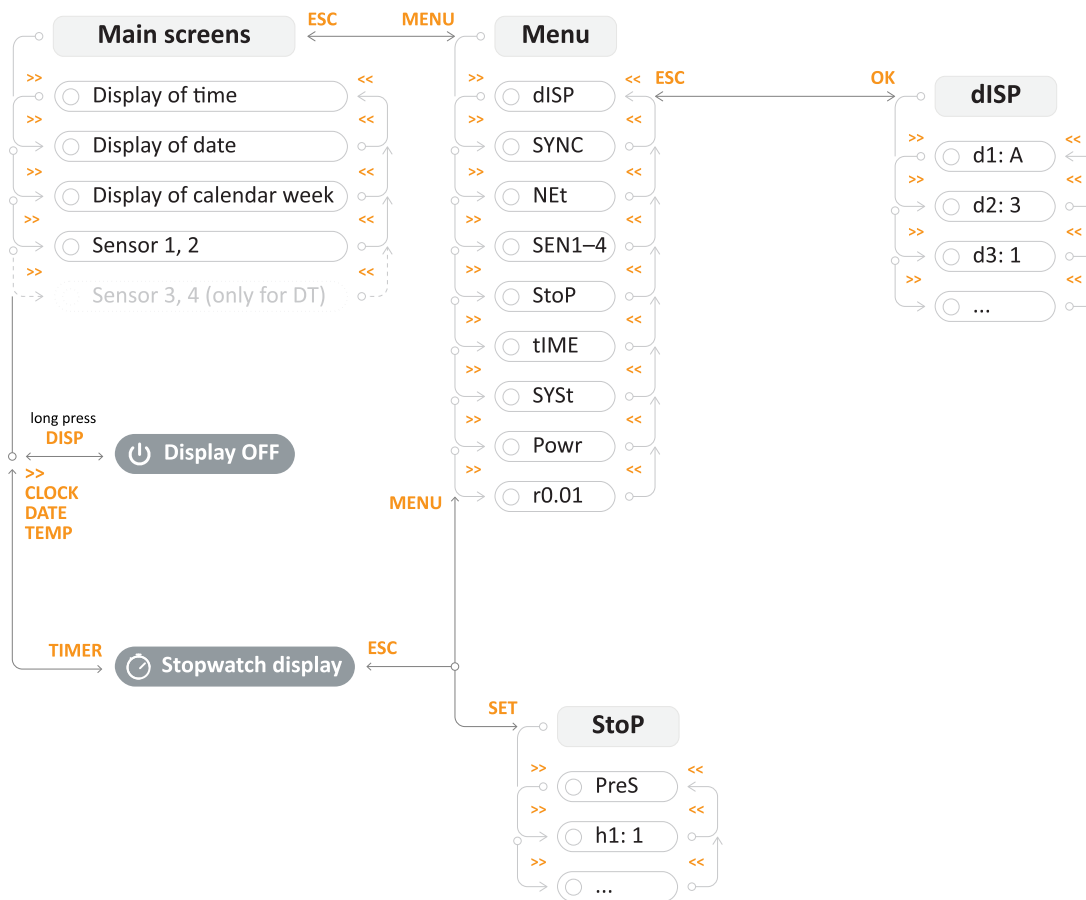 Main screens
ESC
MENU
Menu
>>
<<
Display of time
>>
<<
Display of date
>>
<<
Display of calendar week
>>
<<
Sensor 1, 2
>>
<<
Sensor 3, 4 (only for DT)
>>
<<
dISP
>>
<<
SYNC
>>
<<
NEt
>>
<<
SEN1–4
>>
<<
StoP
>>
<<
tIME
>>
<<
SYSt
>>
<<
Powr
>>
<<
r0.01
ESC
OK
dISP
>>
<<
d1: A
>>
<<
d2: 3
>>
<<
d3: 1
>>
<<
...
long press
DISP
Display OFF
>>
CLOCK
DATE
TEMP
MENU
TIMER
Stopwatch display
ESC
SET
StoP
>>
<<
PreS
>>
<<
h1: 1
>>
<<
...